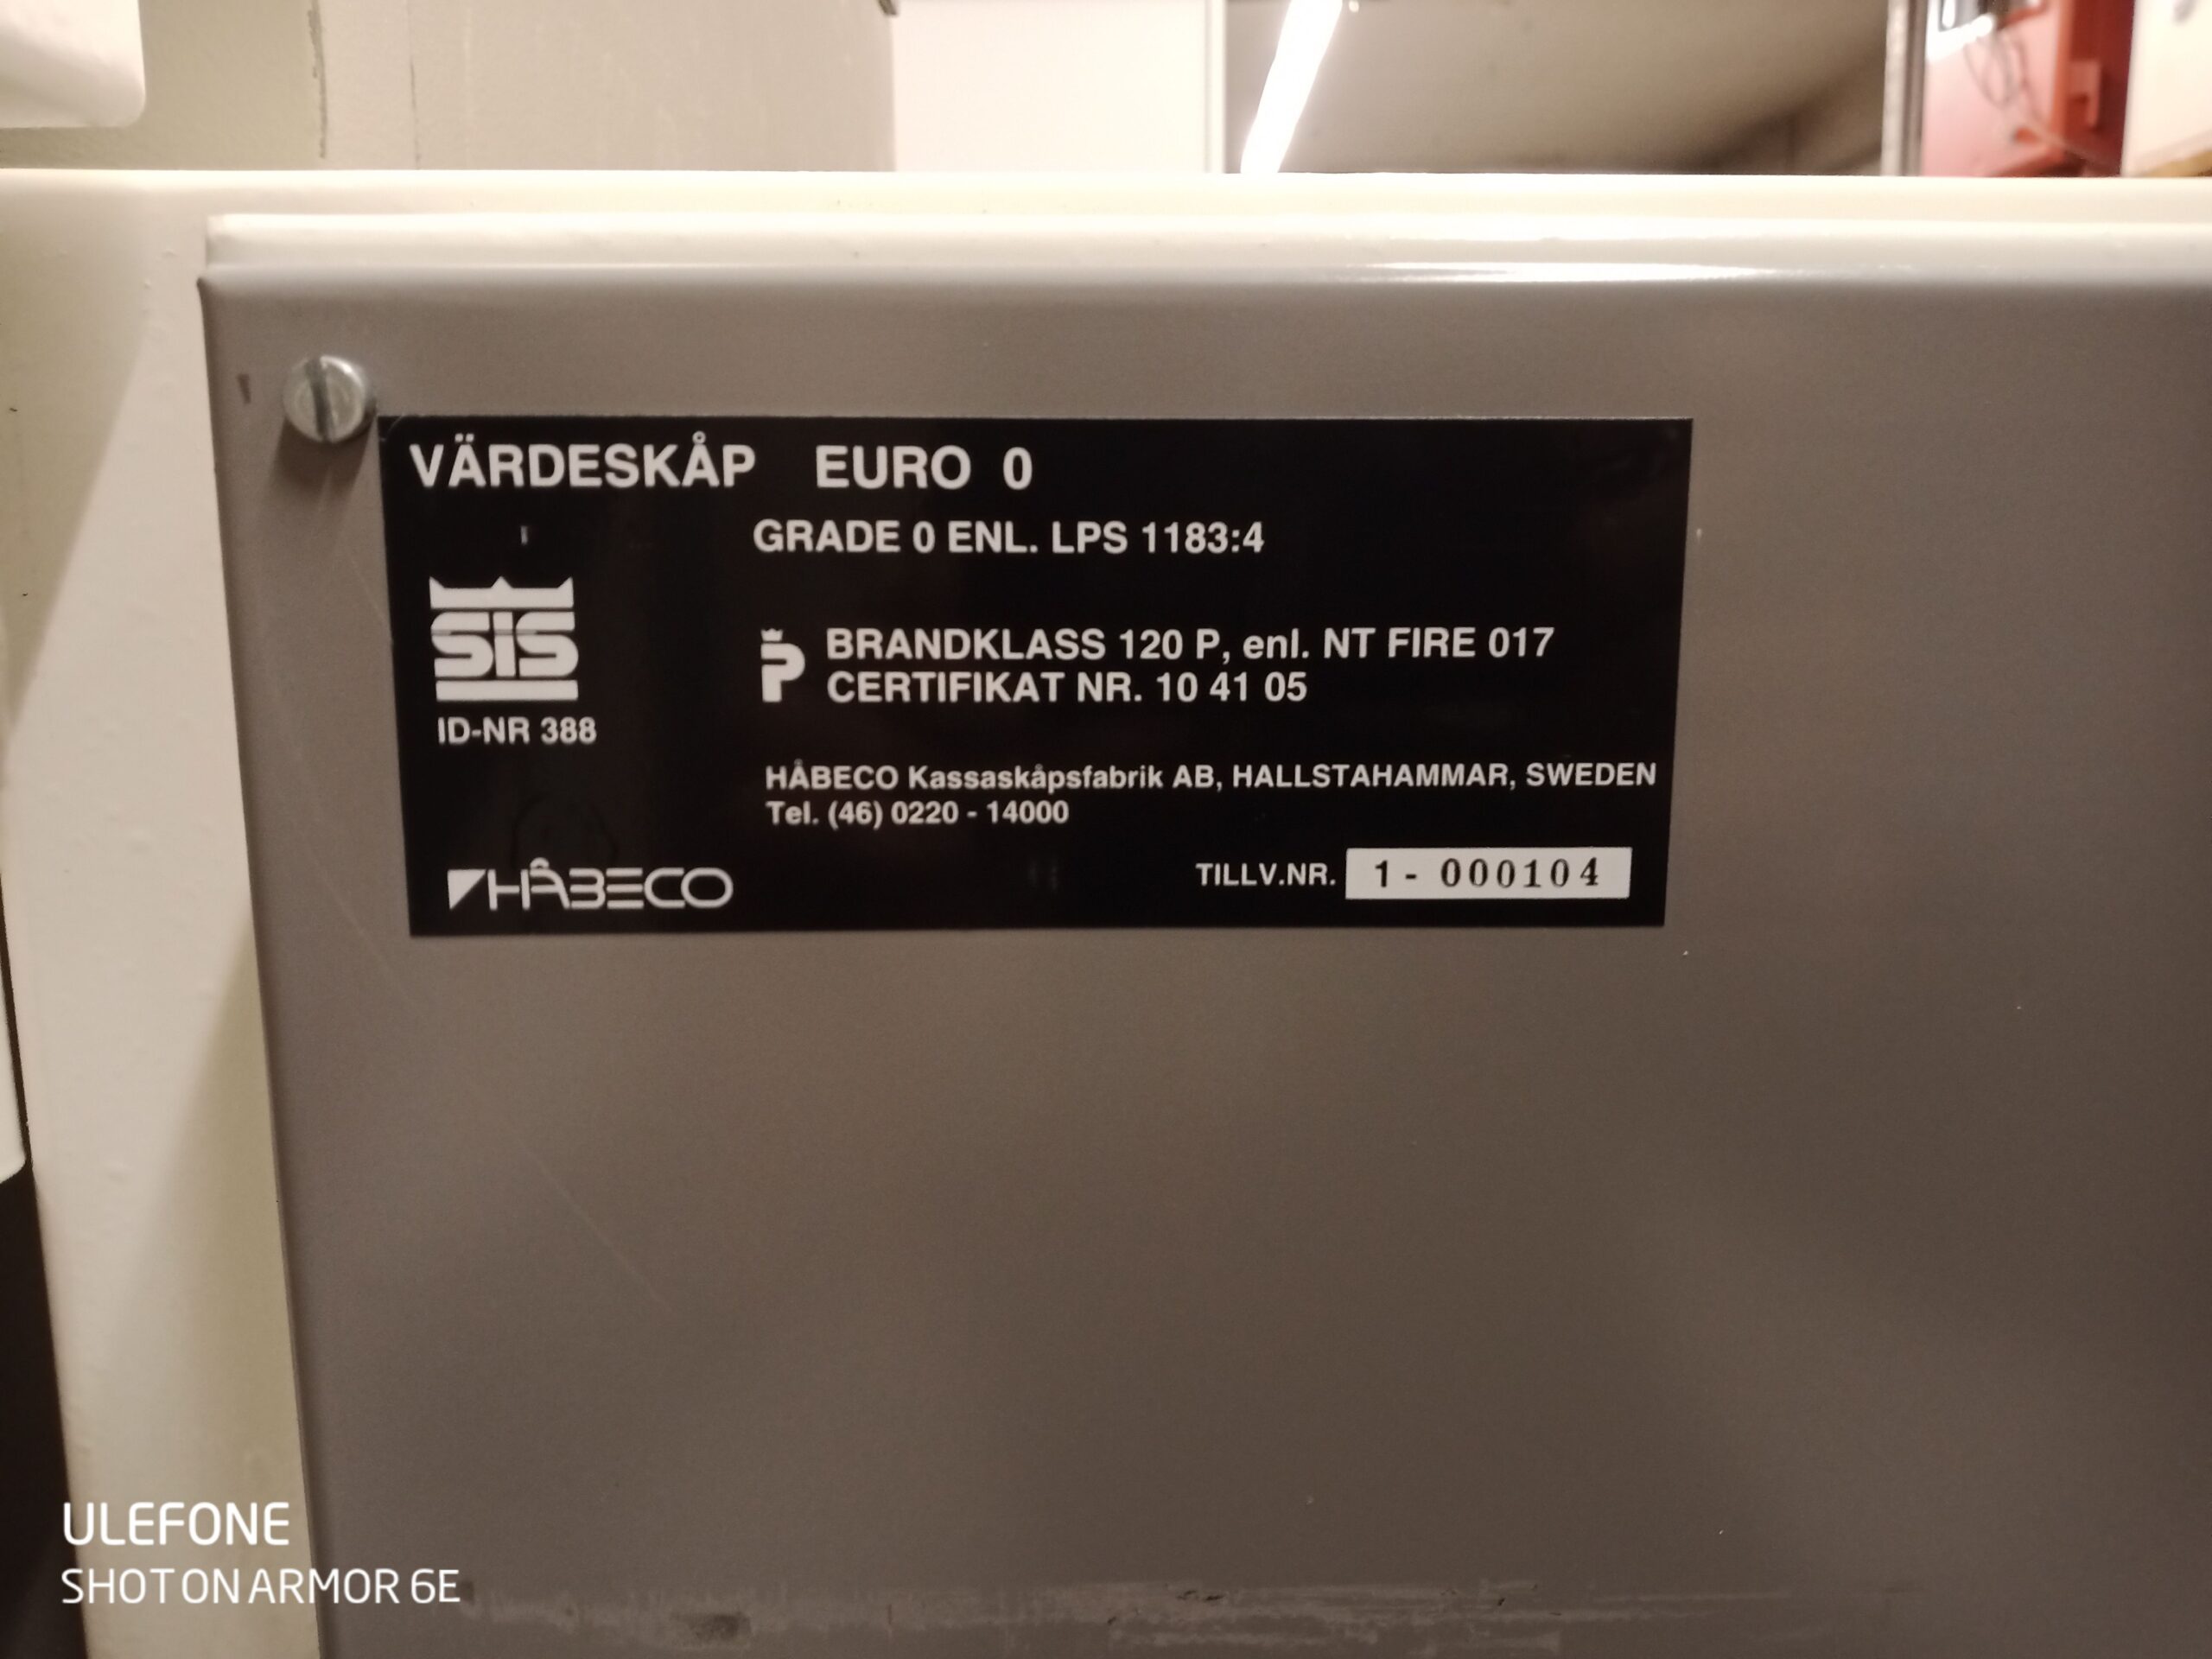 VÄRDESKÅP EURO 0
GRADE 0 ENL. LPS 1183:4
SIS
ID-NR 388
P BRANDKLASS 120 P, enl. NT FIRE 017
CERTIFIKAT NR. 10 41 05
HÅBECO Kassaskåpsfabrik AB, HALLSTAHAMMAR, SWEDEN
Tel. (46) 0220 - 14000
HÅBECO
TILLV.NR. 1 - 000104
ULEFONE
SHOT ON ARMOR 6E